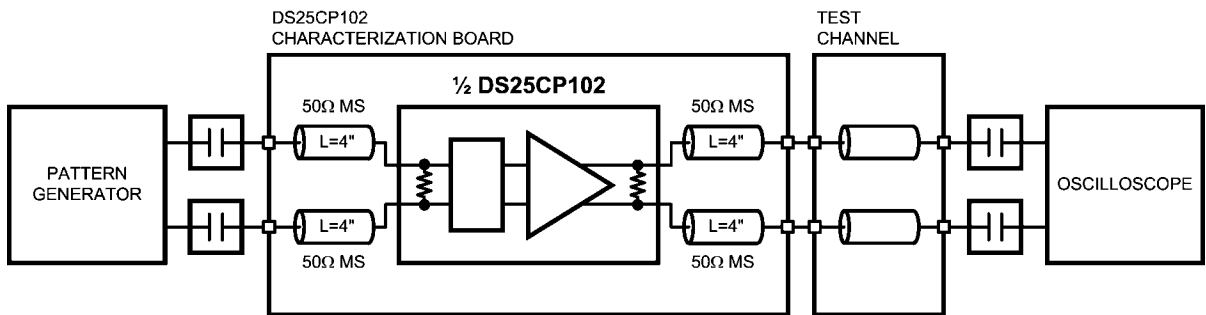 DS25CP102
CHARACTERIZATION BOARD
TEST
CHANNEL
½ DS25CP102
50Ω MS
50Ω MS
L=4"
L=4"
PATTERN
GENERATOR
OSCILLOSCOPE
L=4"
L=4"
50Ω MS
50Ω MS